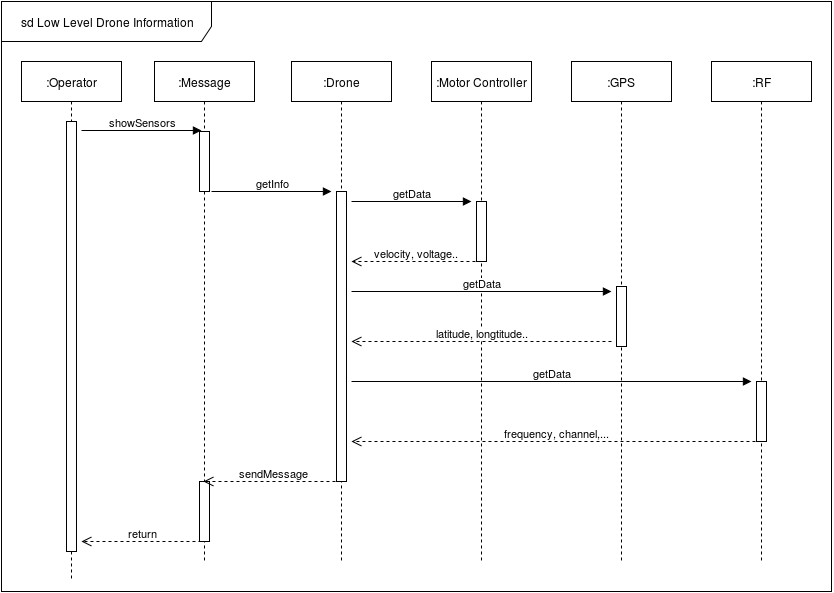 sd Low Level Drone Information
:Operator
:Message
:Drone
:Motor Controller
:GPS
:RF
showSensors
getInfo
getData
velocity, voltage..
getData
latitude, longtitude..
getData
frequency, channel,...
sendMessage
return